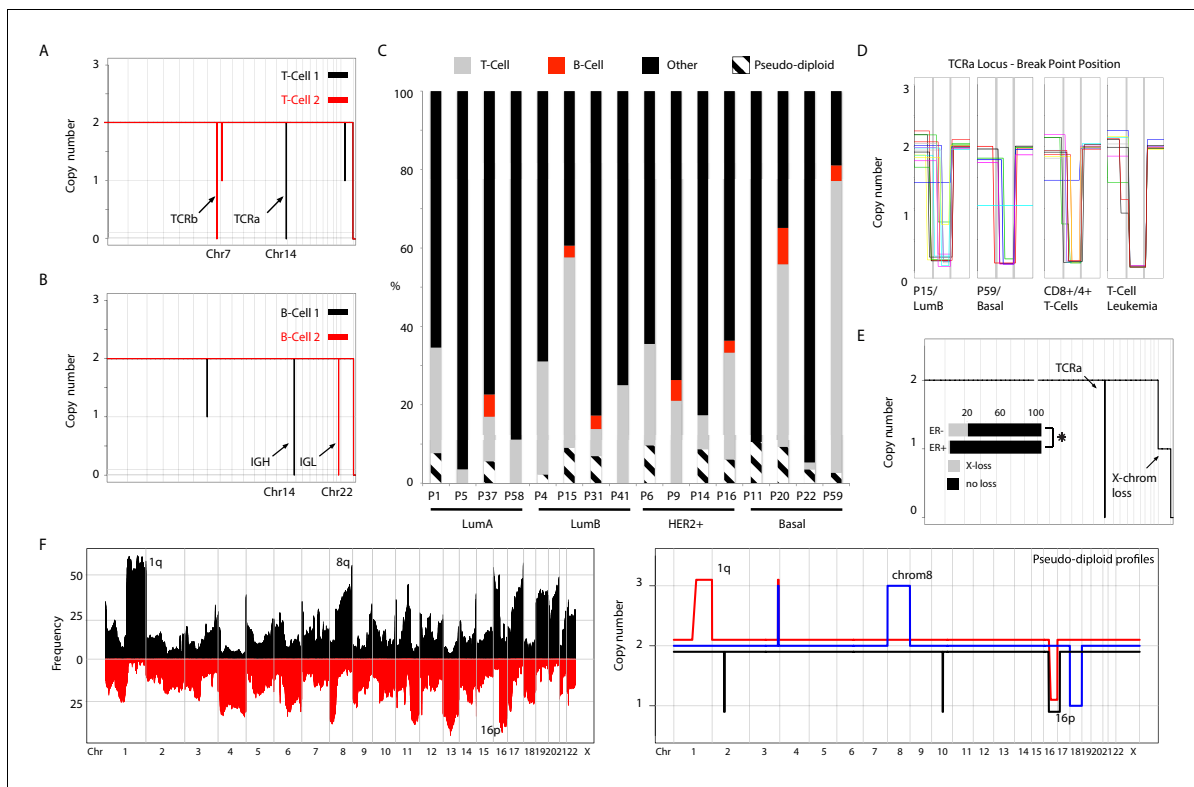 A
3
2
1
0
Copy number
T-Cell 1
T-Cell 2
TCRb
TCRa
Chr7
Chr14
B
3
2
1
0
Copy number
B-Cell 1
B-Cell 2
IGH
IGL
Chr14
Chr22
C
T-Cell
B-Cell
Other
Pseudo-diploid
100
80
60
%
40
20
0
P1 P5 P37 P58 P4 P15 P31 P41 P6 P9 P14 P16 P11 P20 P22 P59
LumA LumB HER2+ Basal
D
TCRa Locus - Break Point Position
3
2
1
0
Copy number
P15/ LumB
P59/ Basal
CD8+/4+ T-Cells
T-Cell Leukemia
E
2
1
0
Copy number
TCRa
20 60 100
ER-
ER+
*
X-loss
no loss
X-chrom loss
F
50
25
0
25
Frequency
1q
8q
16p
Chr 1 2 3 4 5 6 7 8 9 10 11 12 13 14 15 16 17 18 19 20 21 22 X
Pseudo-diploid profiles
3
2
1
Copy number
1q
chrom8
16p
Chr 1 2 3 4 5 6 7 8 9 10 11 12 13 14 15 16 17 18 19 20 21 22 X